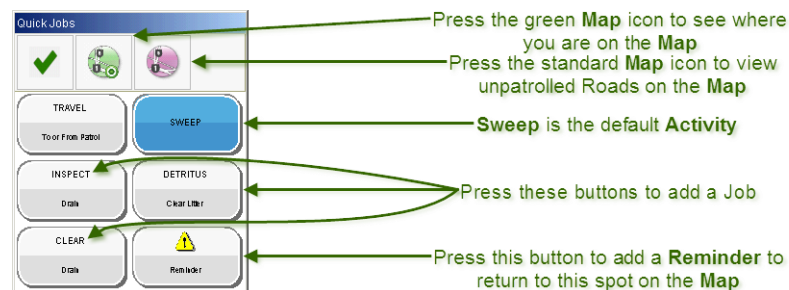 Quick Jobs
Press the green Map icon to see where
you are on the Map
Press the standard Map icon to view
unpatrolled Roads on the Map
TRAVEL
To or From Patrol
SWEEP
Sweep is the default Activity
INSPECT
Drain
DETRITUS
Clear Litter
Press these buttons to add a Job
CLEAR
Drain
Reminder
Press this button to add a Reminder to
return to this spot on the Map